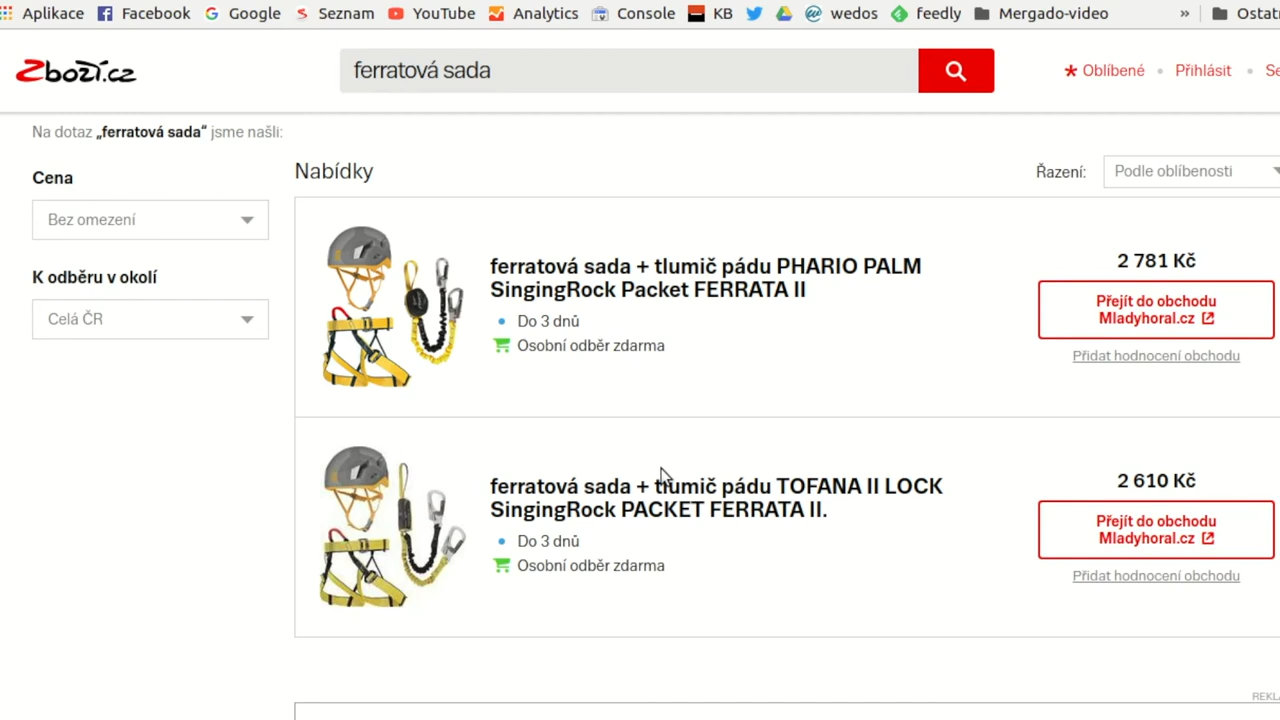 Aplikace Facebook Google Seznam YouTube Analytics Console KB wedos feedly Mergado-video » Ostatn
Zboží.cz
ferratová sada
Oblíbené • Přihlásit • Se
Na dotaz „ferratová sada“ jsme našli:
Cena
Bez omezení
K odběru v okolí
Celá ČR
Nabídky
Řazení: Podle oblíbenosti
ferratová sada + tlumič pádu PHARIO PALM
SingingRock Packet FERRATA II
Do 3 dnů
Osobní odběr zdarma
2 781 Kč
Přejít do obchodu
Mladyhoral.cz
Přidat hodnocení obchodu
ferratová sada + tlumič pádu TOFANA II LOCK
SingingRock PACKET FERRATA II.
Do 3 dnů
Osobní odběr zdarma
2 610 Kč
Přejít do obchodu
Mladyhoral.cz
Přidat hodnocení obchodu
REKLA